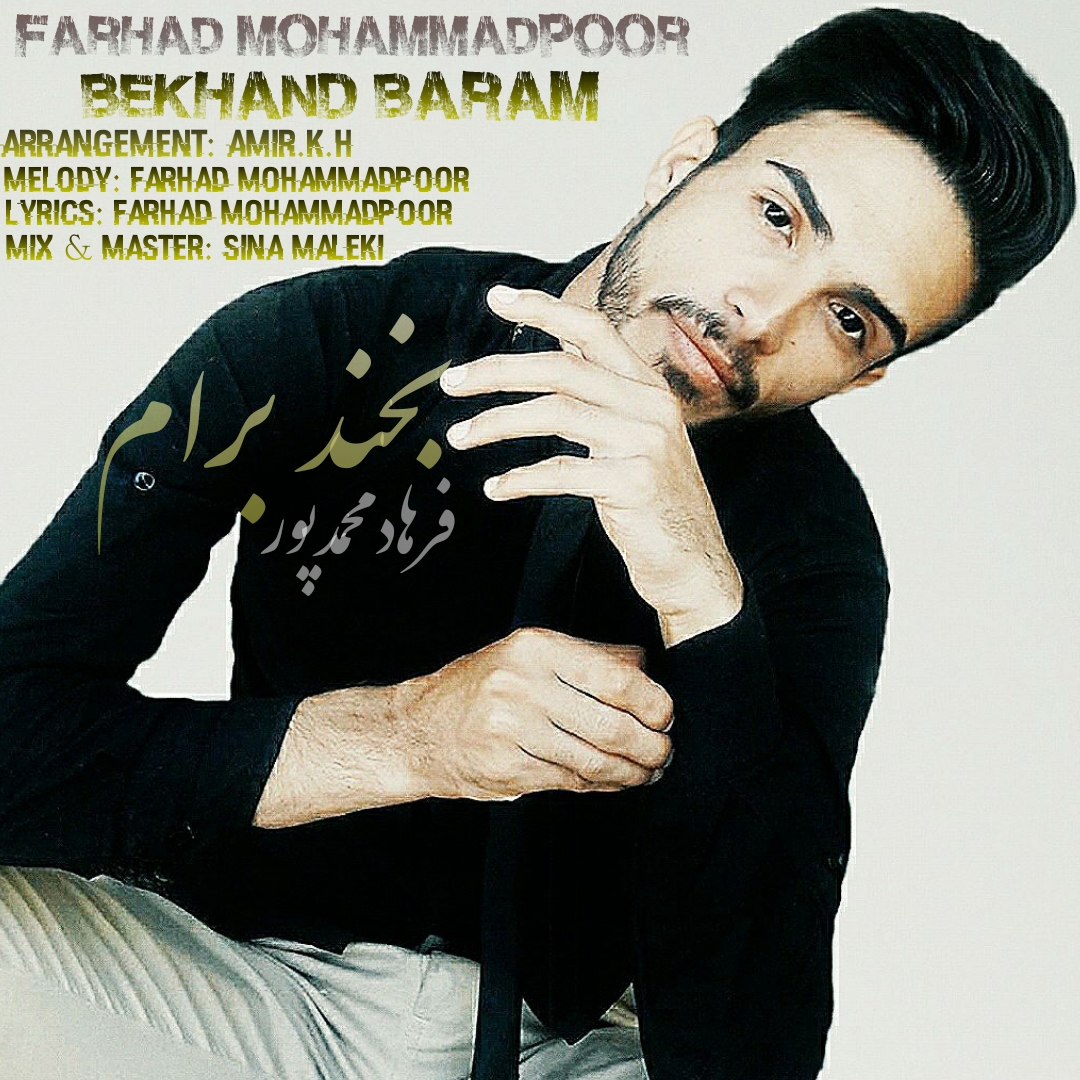 FARHAD MOHAMMADPOOR
BEKHAND BARAM
ARRANGEMENT: AMIR.K.H
MELODY: FARHAD MOHAMMADPOOR
LYRICS: FARHAD MOHAMMADPOOR
MIX & MASTER: SINA MALEKI
بخند برام
فرهاد محمدپور